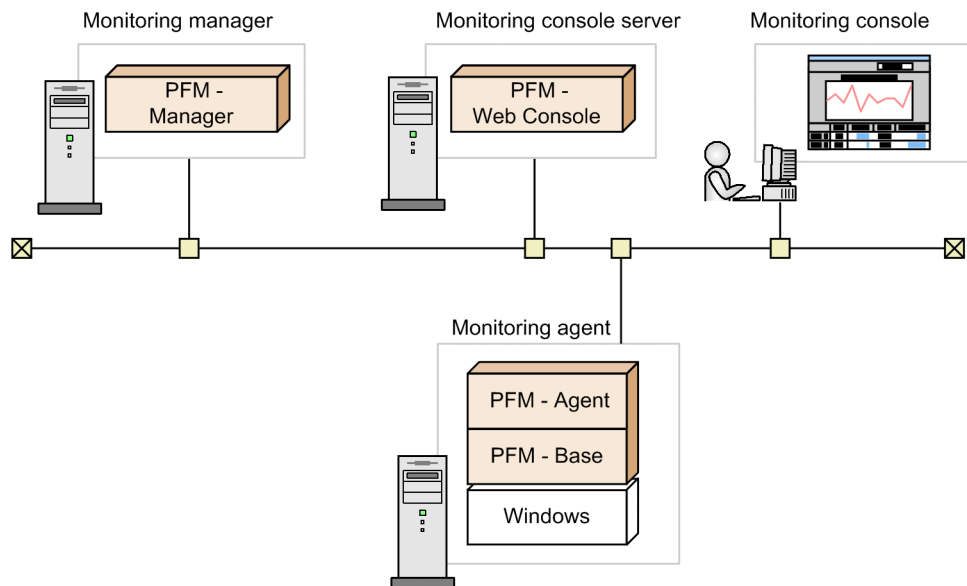 Monitoring manager
Monitoring console server
Monitoring console
PFM -
Manager
PFM -
Web Console
Monitoring agent
PFM - Agent
PFM - Base
Windows